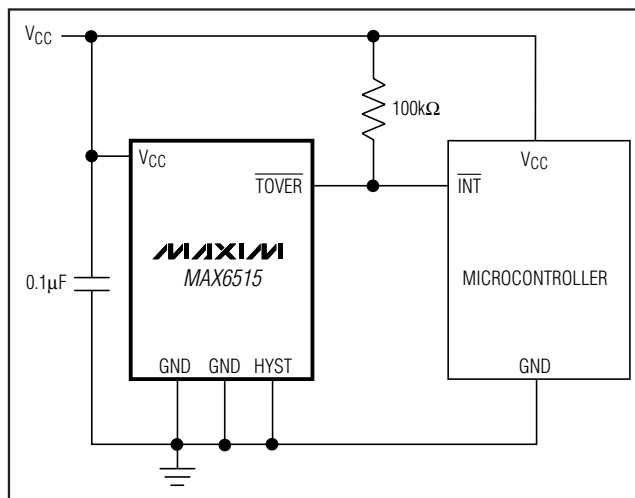 VCC
100kΩ
VCC
TOVER
INT
VCC
MAXIM
MAX6515
MICROCONTROLLER
0.1µF
GND GND HYST
GND